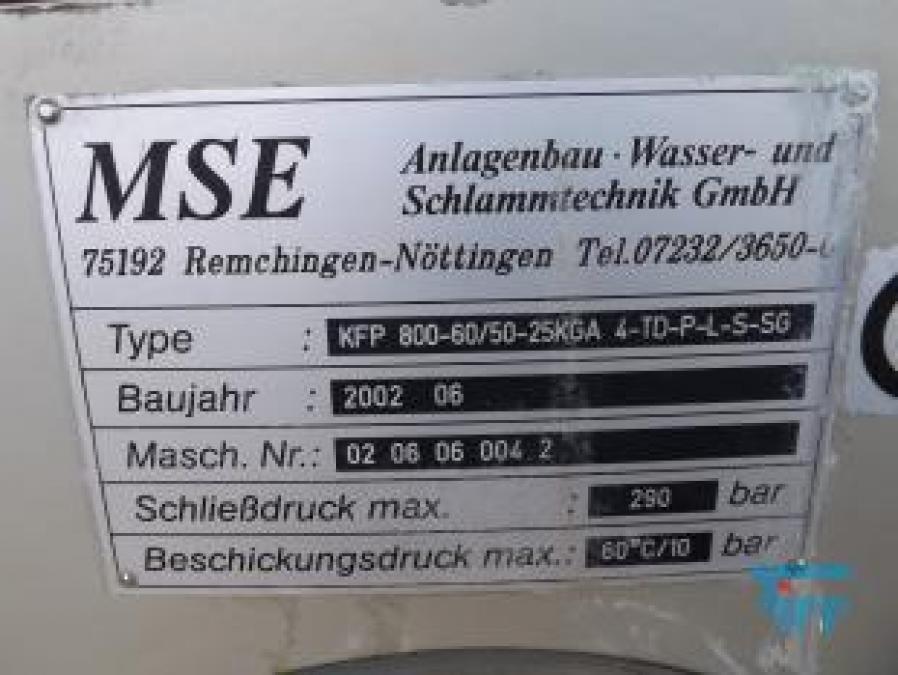 MSE Anlagenbau · Wasser- und
Schlammtechnik GmbH
75192 Remchingen-Nöttingen Tel.07232/3650-
Type : KFP 800-60/50-25KGA 4-TD-P-L-S-SG
Baujahr : 2002 06
Masch. Nr.: 02 06 06 004 2
Schließdruck max. : 290 bar
Beschickungsdruck max.: 60°C/10 bar